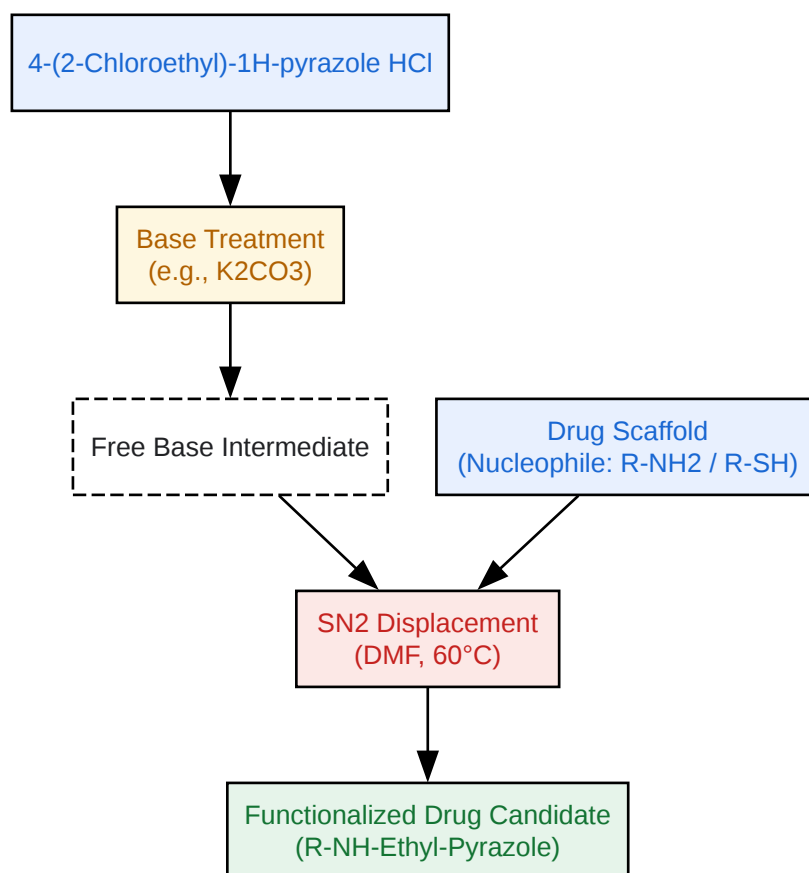 4-(2-Chloroethyl)-1H-pyrazole HCl
Base Treatment
(e.g., K2CO3)
Free Base Intermediate
Drug Scaffold
(Nucleophile: R-NH2 / R-SH)
SN2 Displacement
(DMF, 60°C)
Functionalized Drug Candidate
(R-NH-Ethyl-Pyrazole)